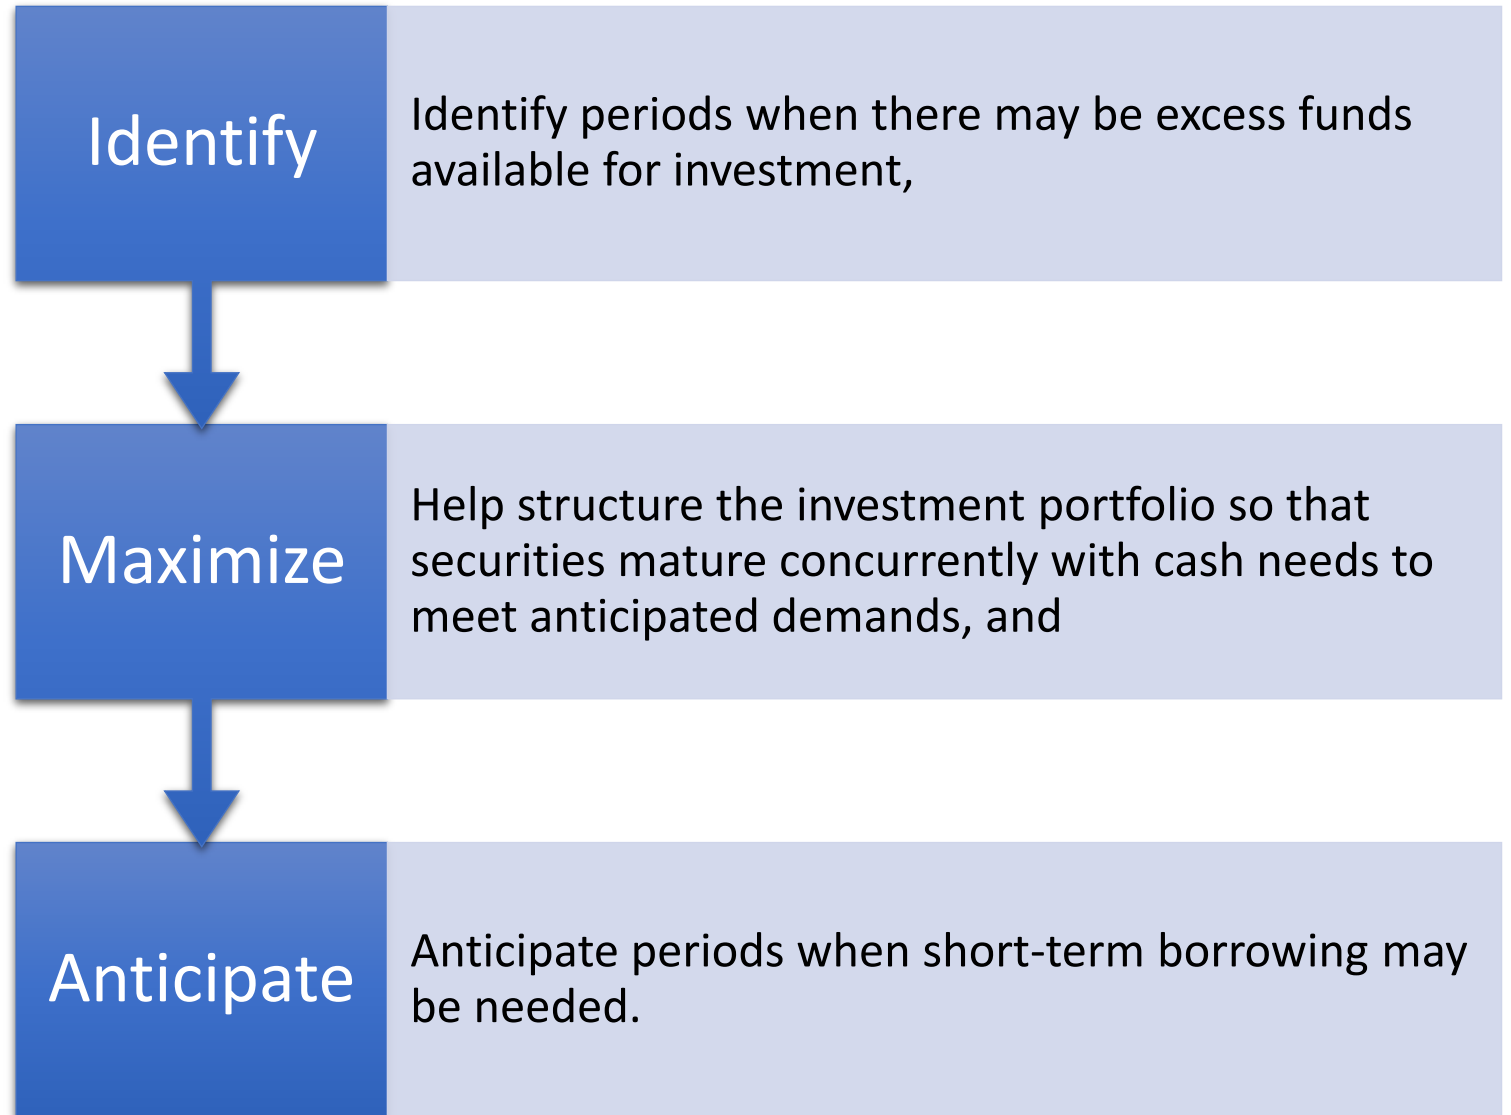 Identify
Identify periods when there may be excess funds
available for investment,
Maximize
Help structure the investment portfolio so that
securities mature concurrently with cash needs to
meet anticipated demands, and
Anticipate
Anticipate periods when short-term borrowing may
be needed.